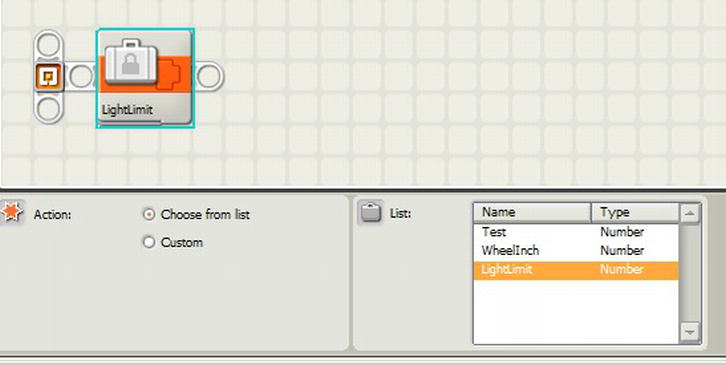 LightLimit
Action:
Choose from list
Custom
List:
Name Type
Test Number
WheelInch Number
LightLimit Number